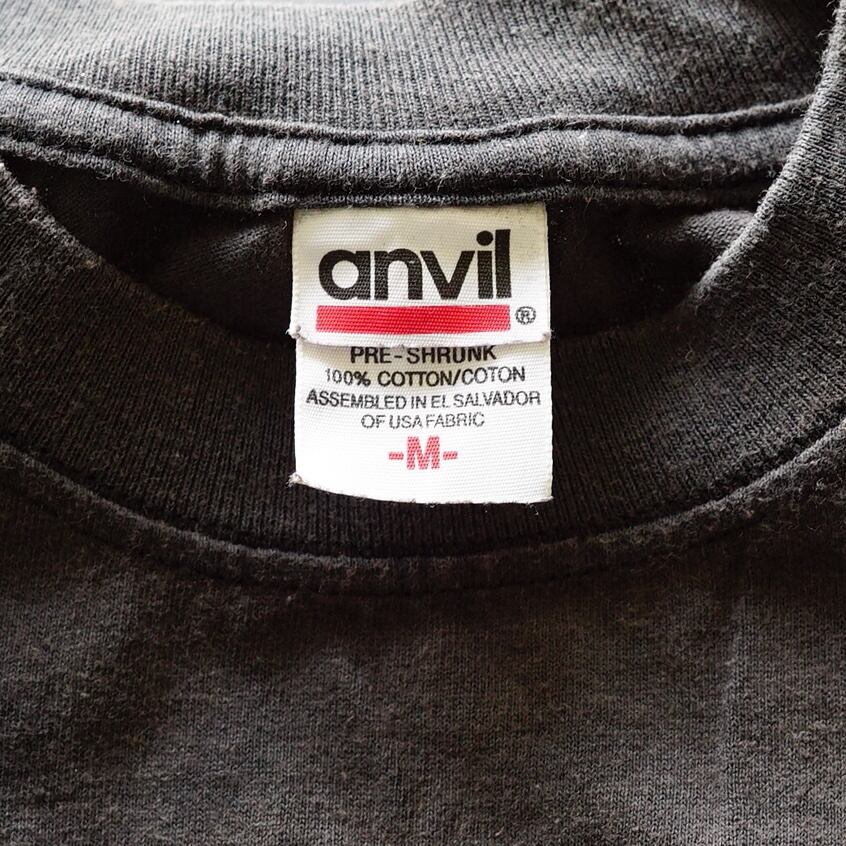 anvil
®
PRE-SHRUNK
100% COTTON/COTON
ASSEMBLED IN EL SALVADOR
OF USA FABRIC
-M-